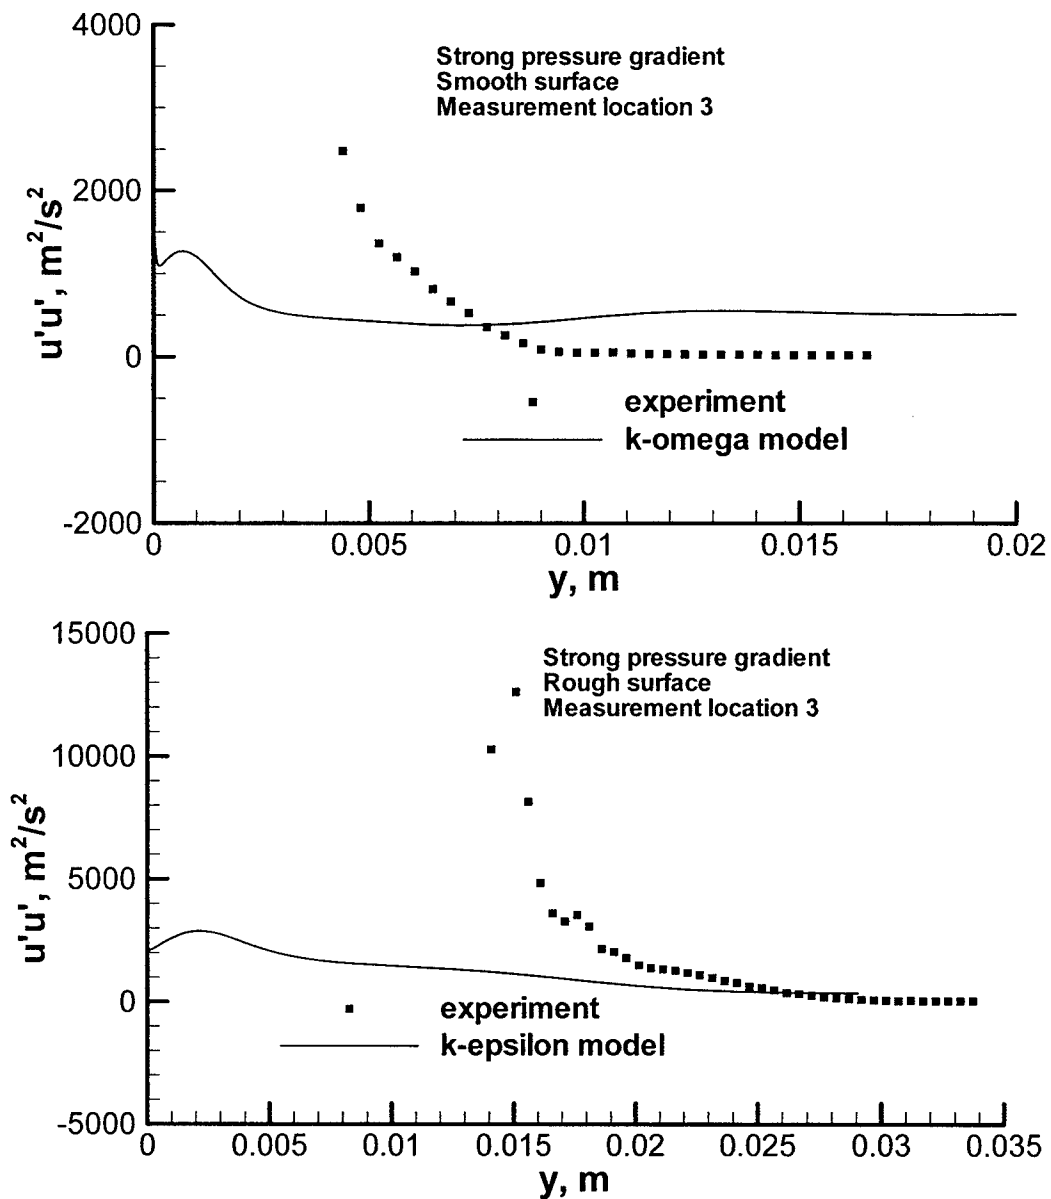 4000
Strong pressure gradient
Smooth surface
Measurement location 3
2000
u'u', m²/s²
0
experiment
k-omega model
-2000
0 0.005 0.01 0.015 0.02
y, m
15000
Strong pressure gradient
Rough surface
Measurement location 3
10000
u'u', m²/s²
5000
0
experiment
k-epsilon model
-5000
0 0.005 0.01 0.015 0.02 0.025 0.03 0.035
y, m